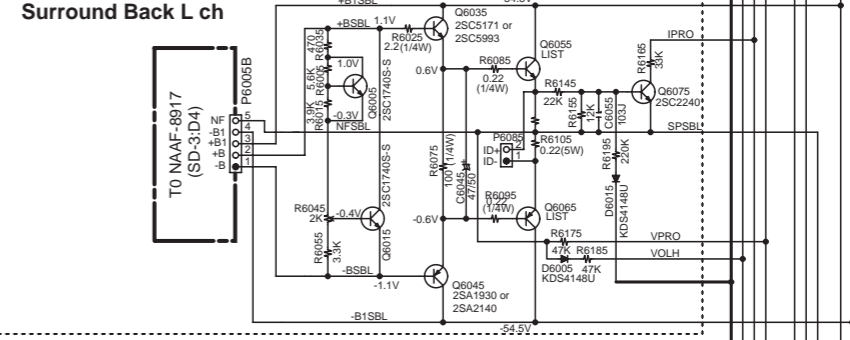 Surround Back L ch
+B1SBL
54.5V
+BSBL 1.1V
R6025
2.2(1/4W)
Q6035
2SC5171 or
2SC5993
IPRO
470
R6035
1.0V
5.6K
R6005
3.9K
R6015
-0.3V
Q6005
2SC1740S-S
NFSBL
0.6V
R6085
0.22
(1/4W)
Q6055
LIST
R6145
22K
R6155
12K
C6055
103J
R6165
33K
Q6075
2SC2240
SPSBL
P6005B
T0 NAAF-8917
(SD-3:D4)
NF 5
-B1 4
+B1 3
+B 2
-B 1
R6075
100 (1/4W)
C6045
47/50
P6085
ID+ 2
ID- 1
R6105
0.22(5W)
R6195
220K
D6015
KDS4148U
2SC1740S-S
R6045
2K
-0.4V
Q6015
R6055
3.3K
-0.6V
R6095
0.22
(1/4W)
Q6065
LIST
R6175
47K
VPRO
VOLH
D6005
KDS4148U
R6185
47K
-BSBL
-1.1V
Q6045
2SA1930 or
2SA2140
-B1SBL
-54.5V